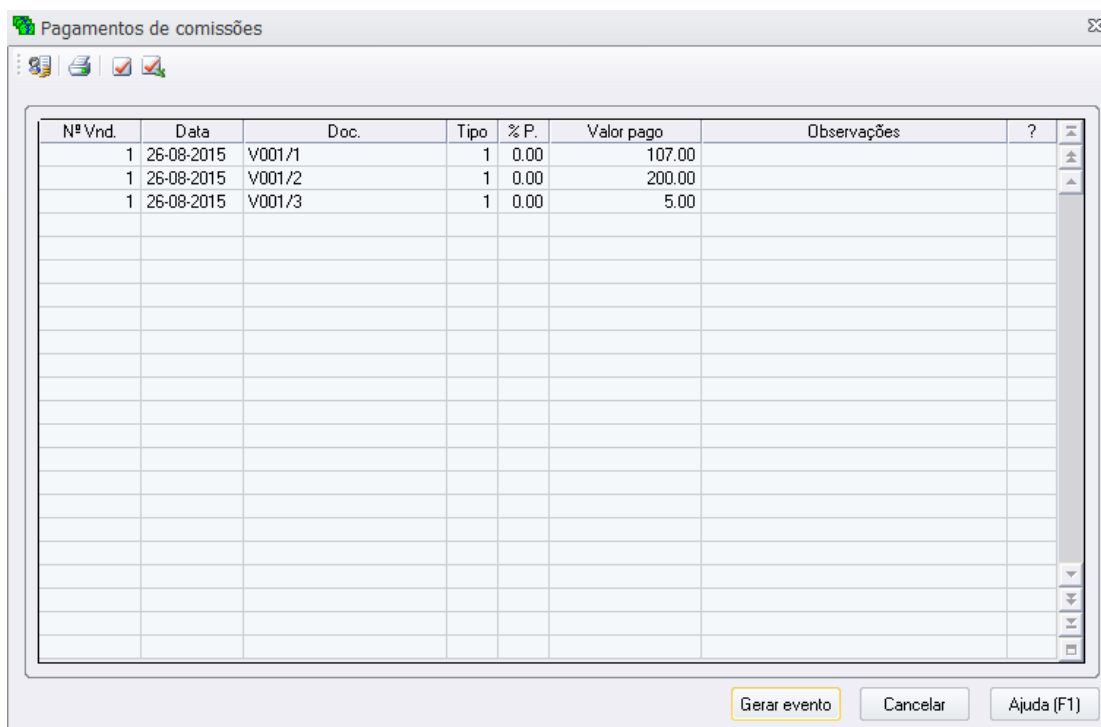 Pagamentos de comissões
Nº Vnd. Data Doc. Tipo % P. Valor pago Observações ?
1 26-08-2015 V001/1 1 0.00 107.00
1 26-08-2015 V001/2 1 0.00 200.00
1 26-08-2015 V001/3 1 0.00 5.00
Gerar evento Cancelar Ajuda (F1)